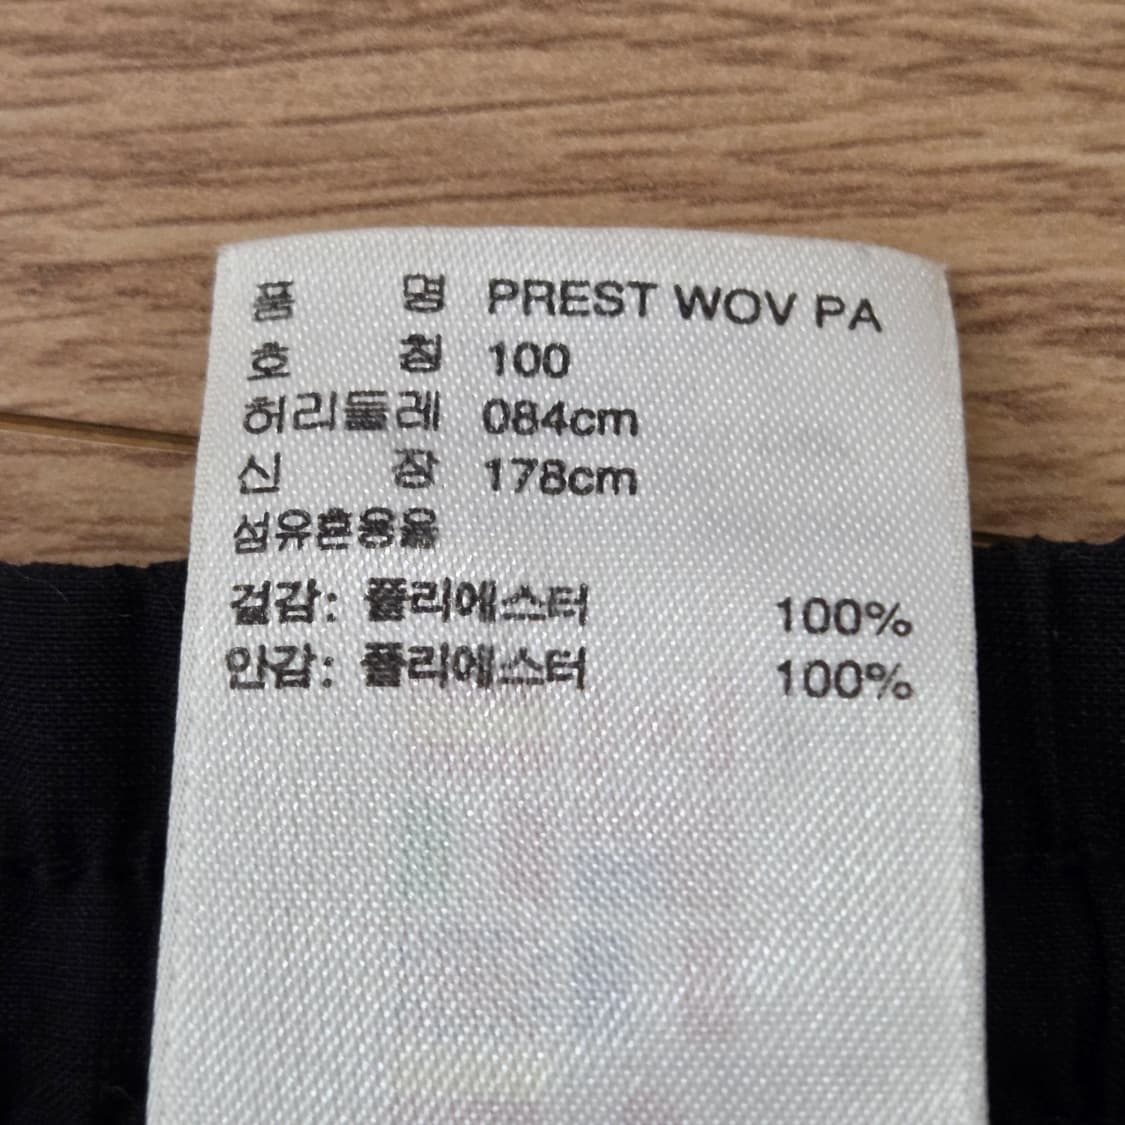 품 명 PREST WOV PA
호 칭 100
허리둘레 084cm
신 장 178cm
섬유혼용율
겉감: 폴리에스터 100%
안감: 폴리에스터 100%